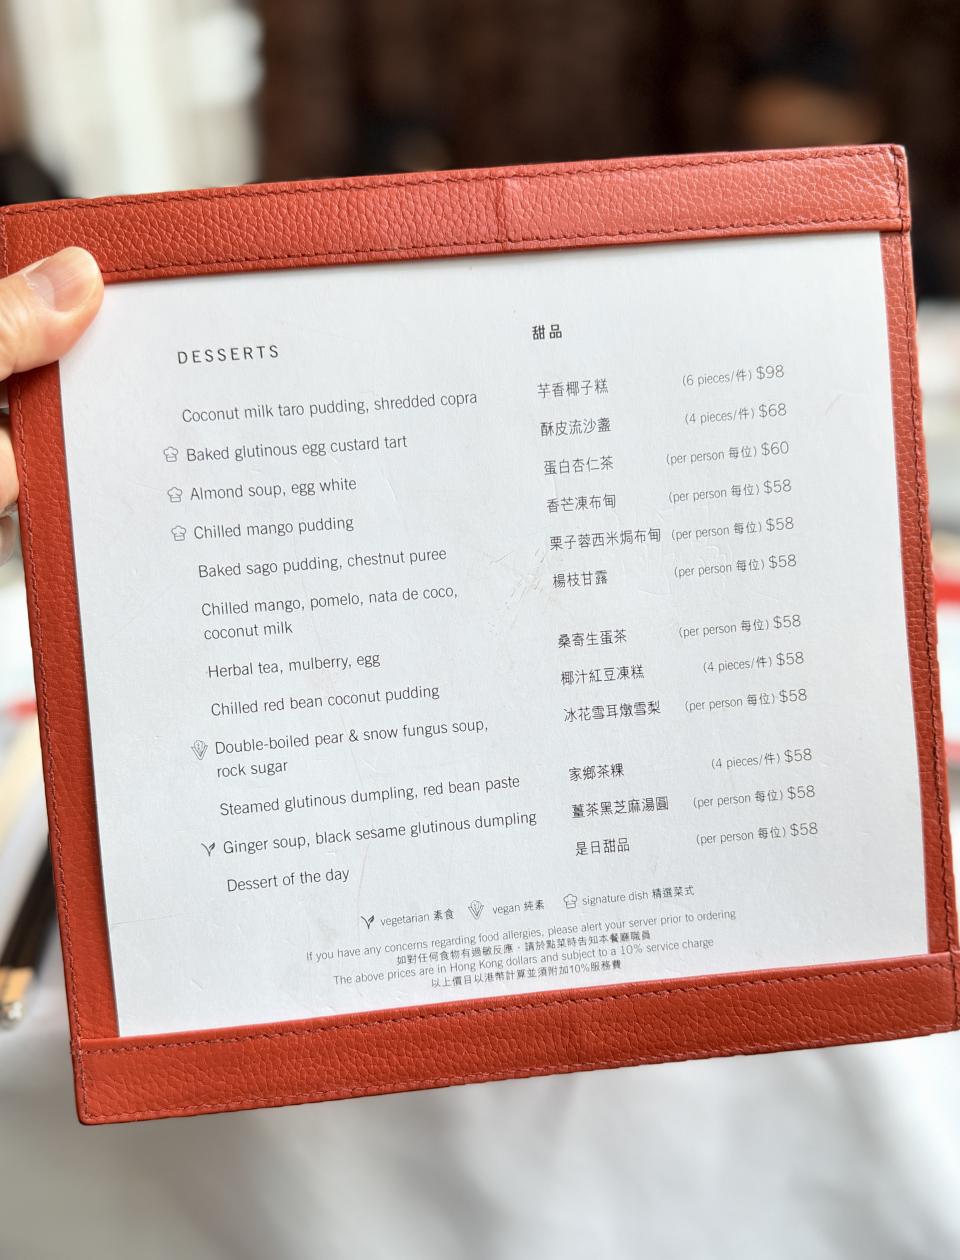 DESSERTS 甜品
Coconut milk taro pudding, shredded copra 芋香椰子糕 (6 pieces/件) $98
Baked glutinous egg custard tart 酥皮流沙盞 (4 pieces/件) $68
Almond soup, egg white 蛋白杏仁茶 (per person 每位) $60
Chilled mango pudding 香芒凍布甸 (per person 每位) $58
Baked sago pudding, chestnut puree 栗子蓉西米焗布甸 (per person 每位) $58
Chilled mango, pomelo, nata de coco, 楊枝甘露 (per person 每位) $58
coconut milk
Herbal tea, mulberry, egg 桑寄生蛋茶 (per person 每位) $58
Chilled red bean coconut pudding 椰汁紅豆凍糕 (4 pieces/件) $58
Double-boiled pear & snow fungus soup, 冰花雪耳燉雪梨 (per person 每位) $58
rock sugar
Steamed glutinous dumpling, red bean paste 家鄉茶粿 (4 pieces/件) $58
Ginger soup, black sesame glutinous dumpling 薑茶黑芝麻湯圓 (per person 每位) $58
Dessert of the day 是日甜品 (per person 每位) $58
vegetarian 素食 vegan 純素 signature dish 精選菜式
If you have any concerns regarding food allergies, please alert your server prior to ordering
如對任何食物有過敏反應，請於點菜時告知本餐廳職員
The above prices are in Hong Kong dollars and subject to a 10% service charge
以上價目以港幣計算並須附加10%服務費